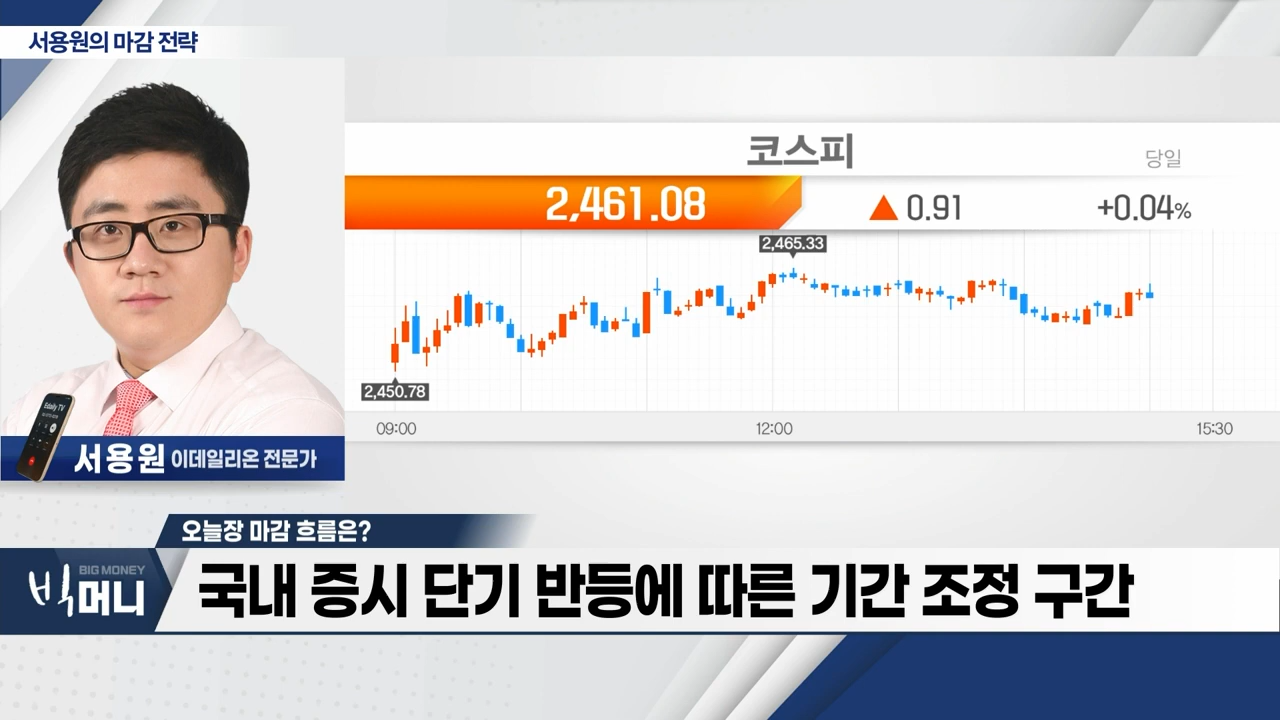 서용원의 마감 전략
코스피
당일
2,461.08
▲ 0.91
+0.04%
2,465.33
2,450.78
09:00
12:00
15:30
Edaily TV
서용원 이데일리온 전문가
오늘장 마감 흐름은?
BIG MONEY
빅머니
국내 증시 단기 반등에 따른 기간 조정 구간